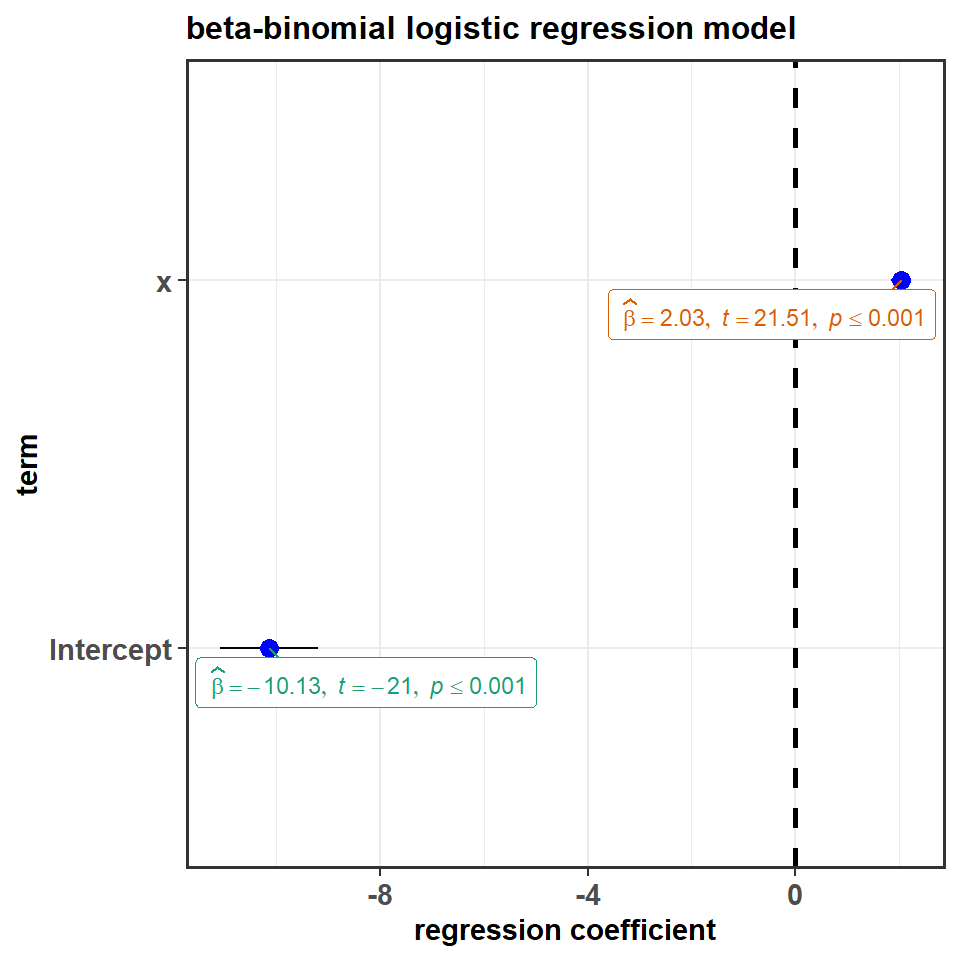 beta-binomial logistic regression model
term
x
β̂ = 2.03, t = 21.51, p ≤ 0.001
Intercept
β̂ = −10.13, t = −21, p ≤ 0.001
-8 -4 0
regression coefficient